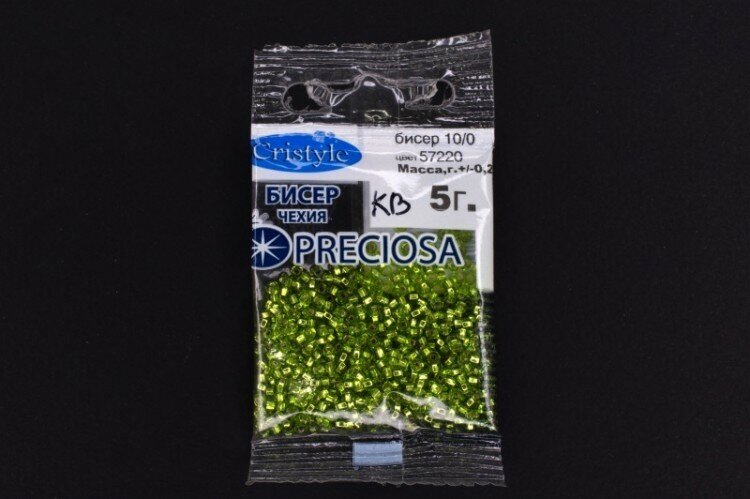 Cristyle
бисер 10/0
цвет 57220
Масса,г.+/-0,2
БИСЕР
ЧЕХИЯ
КВ
5г.
PRECIOSA